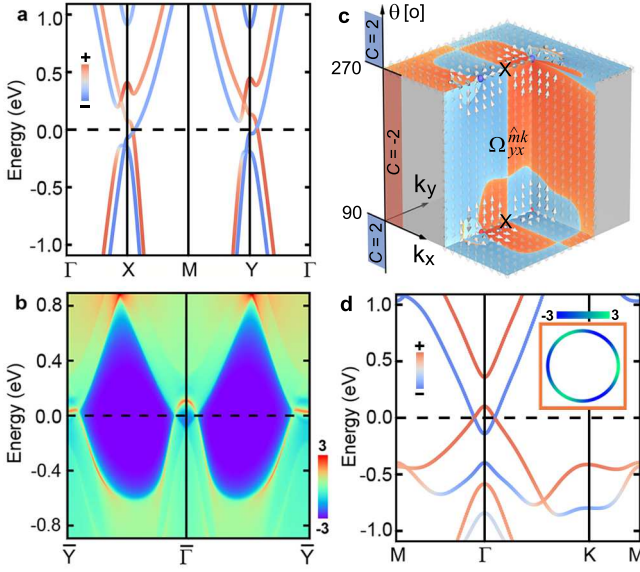 a
Energy (eV)
1.0
0.5
0.0
-0.5
-1.0
+
−
Γ X M Y Γ
b
Energy (eV)
0.8
0.4
0.0
-0.4
-0.8
3
-3
Ȳ Γ̄ Ȳ
c
θ [o]
C = 2
270
C = -2
90
C = 2
X
Ω_{yx}^{m̂k}
X
k_y
k_x
d
Energy (eV)
1.0
0.5
0.0
-0.5
-1.0
+
−
-3 3
M Γ K M